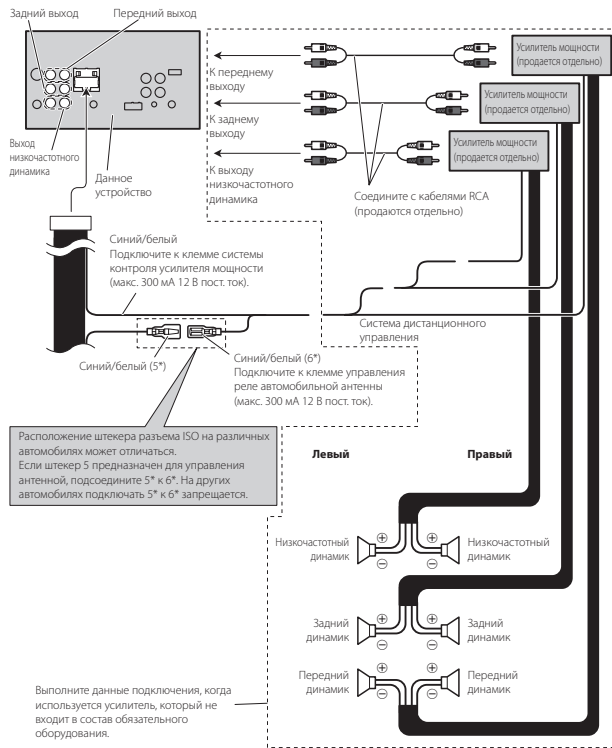 Задний выход
Передний выход
Усилитель мощности
(продается отдельно)
К переднему
выходу
Усилитель мощности
(продается отдельно)
К заднему
выходу
Усилитель мощности
(продается отдельно)
Выход
низкочастотного
динамика
Данное
устройство
К выходу
низкочастотного
динамика
Соедините с кабелями RCA
(продаются отдельно)
Синий/белый
Подключите к клемме системы
контроля усилителя мощности
(макс. 300 мА 12 В пост. ток).
Система дистанционного
управления
Синий/белый (5*)
Синий/белый (6*)
Подключите к клемме управления
реле автомобильной антенны
(макс. 300 мА 12 В пост. ток).
Расположение штекера разъема ISO на различных
автомобилях может отличаться.
Если штекер 5 предназначен для управления
антенной, подсоедините 5* к 6*. На других
автомобилях подключать 5* к 6* запрещается.
Левый
Правый
Низкочастотный
динамик
⊕
⊖
⊕
⊖
Низкочастотный
динамик
Задний
динамик
⊕
⊖
⊕
⊖
Задний
динамик
Передний
динамик
⊕
⊖
⊕
⊖
Передний
динамик
Выполните данные подключения, когда
используется усилитель, который не
входит в состав обязательного
оборудования.